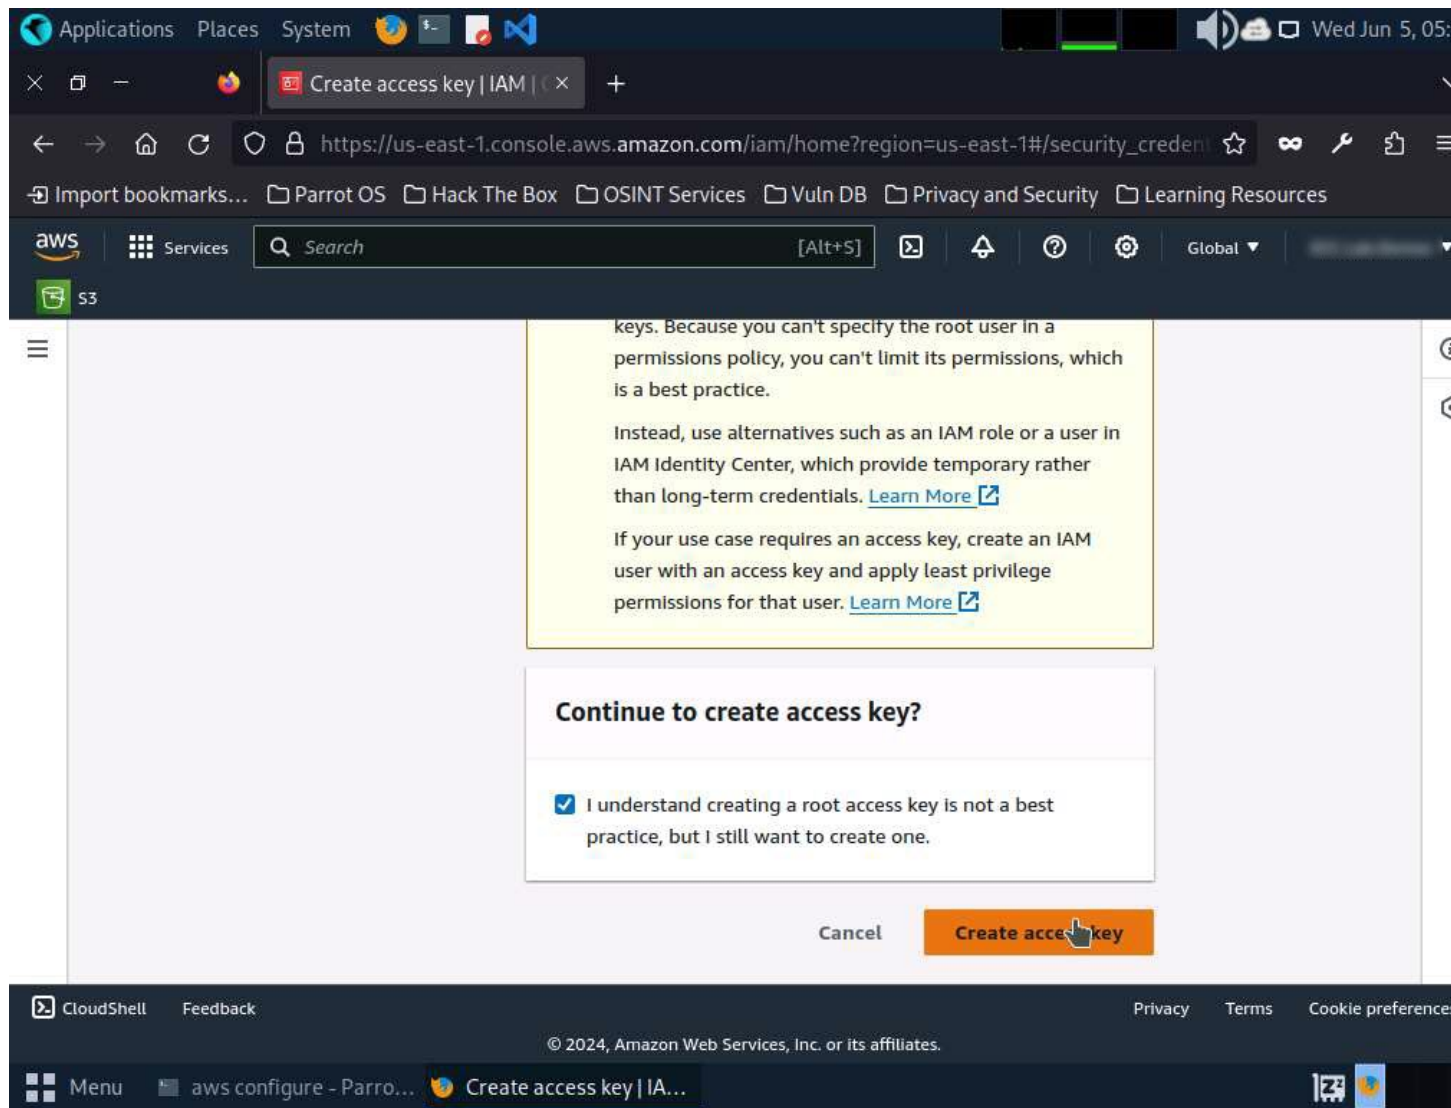 Applications Places System Wed Jun 5, 05:
Create access key | IAM |
https://us-east-1.console.aws.amazon.com/iam/home?region=us-east-1#/security_creden
Import bookmarks... Parrot OS Hack The Box OSINT Services Vuln DB Privacy and Security Learning Resources
aws Services Search [Alt+S] Global
S3
keys. Because you can't specify the root user in a
permissions policy, you can't limit its permissions, which
is a best practice.
Instead, use alternatives such as an IAM role or a user in
IAM Identity Center, which provide temporary rather
than long-term credentials. Learn More
If your use case requires an access key, create an IAM
user with an access key and apply least privilege
permissions for that user. Learn More
Continue to create access key?
I understand creating a root access key is not a best
practice, but I still want to create one.
Cancel Create access key
CloudShell Feedback Privacy Terms Cookie preferences
© 2024, Amazon Web Services, Inc. or its affiliates.
Menu aws configure - Parro... Create access key | IA...